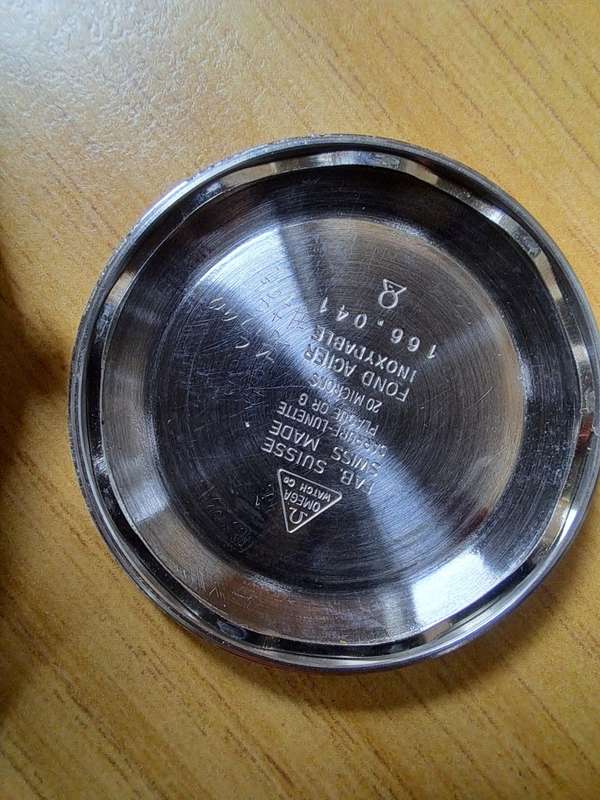 Ω
OMEGA
WATCH CO
FAB. SUISSE
SWISS MADE
CARRURE-LUNETTE
PLAQUE OR G
20 MICRONS
FOND ACIER
INOXYDABLE
166.041